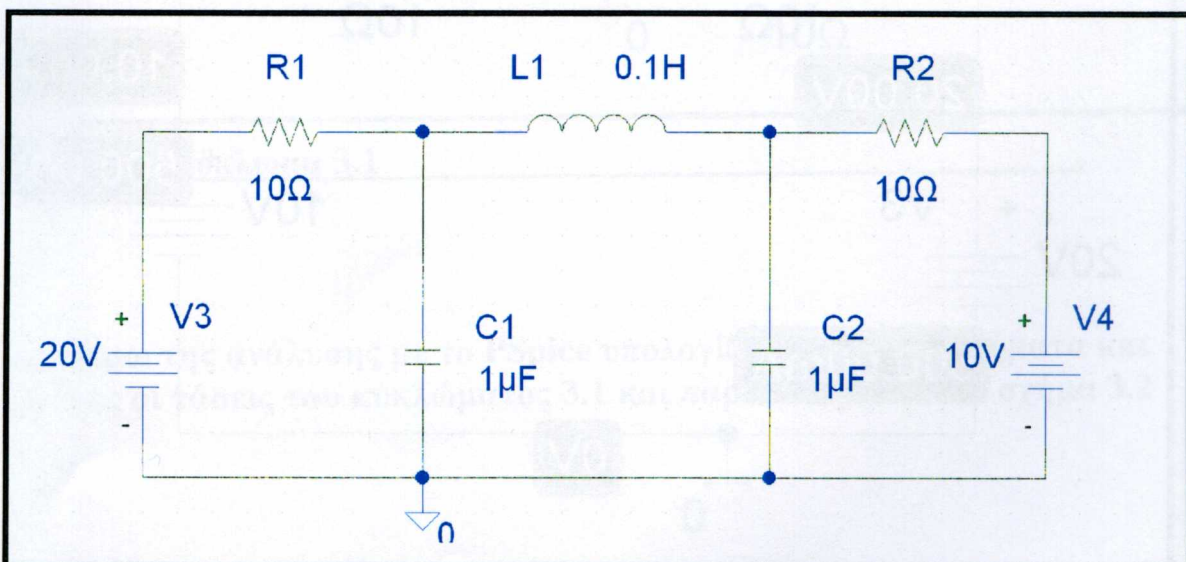 R1 L1 0.1H R2
10Ω 10Ω
+ V3 C1 C2 + V4
20V 1µF 1µF 10V
- -
0